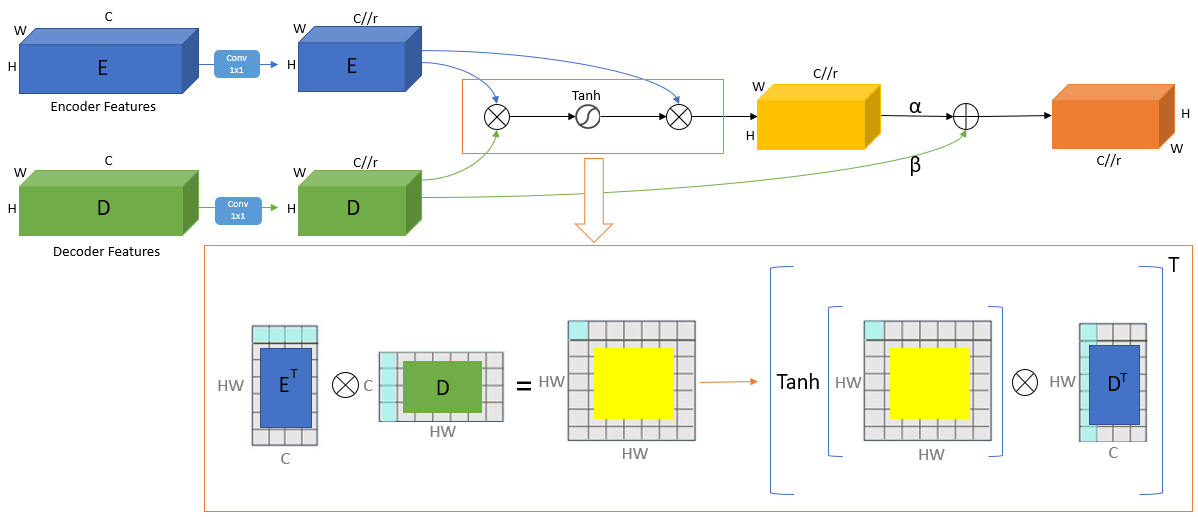 C
W
H
E
Encoder Features
Conv
1x1
C//r
W
H
E
Tanh
C//r
W
H
α
β
H
W
C//r
C
W
H
D
Decoder Features
Conv
1x1
C//r
W
H
D
HW
E^T
C
C
D
HW
=
HW
HW
Tanh
HW
HW
HW
D^T
C
T